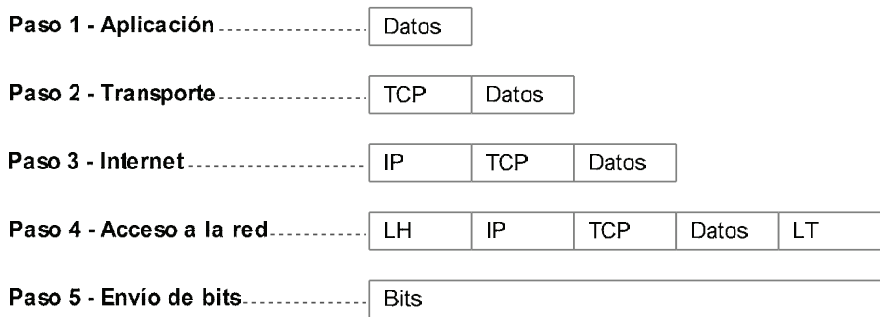 Paso 1 - Aplicación Datos
Paso 2 - Transporte TCP Datos
Paso 3 - Internet IP TCP Datos
Paso 4 - Acceso a la red LH IP TCP Datos LT
Paso 5 - Envío de bits Bits